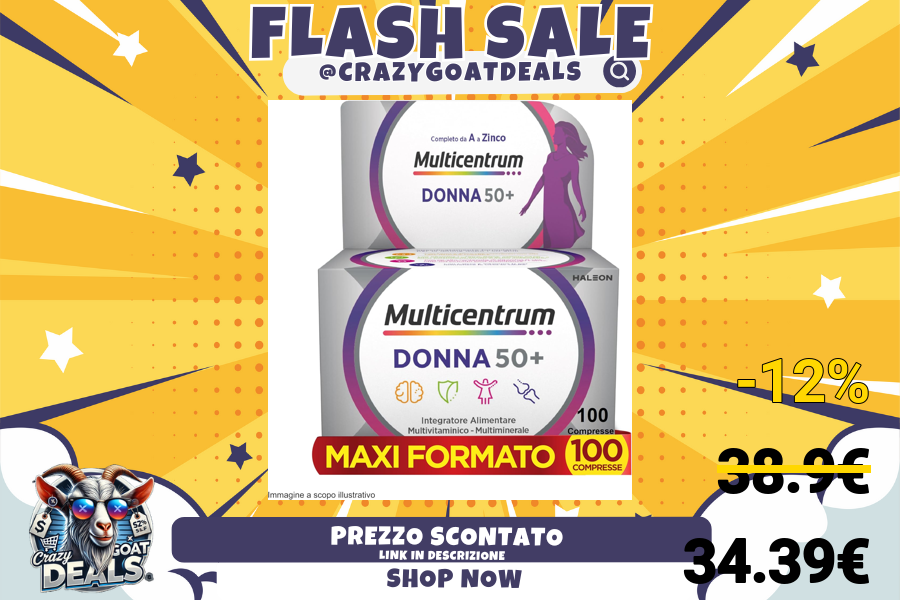 FLASH SALE
@CRAZYGOATDEALS
Completo da A a Zinco
Multicentrum
DONNA 50+
HALEON
Multicentrum
DONNA 50+
Integratore Alimentare
Multivitaminico - Multiminerale
100
Compresse
MAXI FORMATO
100
COMPRESSE
Immagine a scopo illustrativo
-12%
38.9€
34.39€
$
52%
Crazy
GOAT
DEALS
PREZZO SCONTATO
LINK IN DESCRIZIONE
SHOP NOW